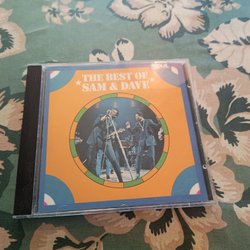 THE BEST OF
SAM & DAVE